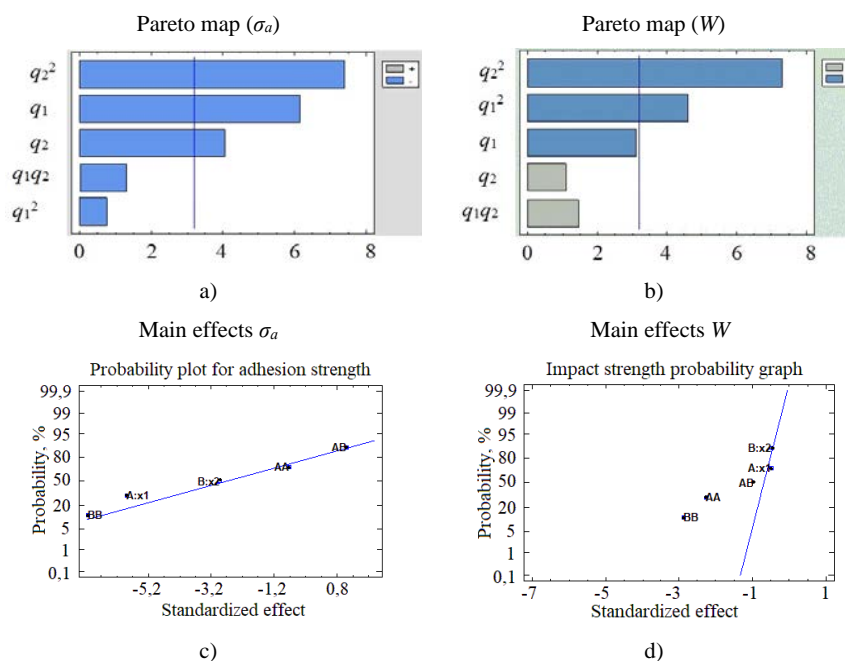 Pareto map (σa)
Pareto map (W)
q2²
q1
q2
q1q2
q1²
0 2 4 6 8
+
-
a)
q2²
q1²
q1
q2
q1q2
0 2 4 6 8
b)
Main effects σa
Main effects W
Probability plot for adhesion strength
Probability, %
99,9
99
95
80
50
20
5
1
0,1
AB
AA
B:x2
A:x1
BB
-5,2 -3,2 -1,2 0,8
Standardized effect
c)
Impact strength probability graph
Probability, %
99,9
99
95
80
50
20
5
1
0,1
B:x2
A:x1
AB
AA
BB
-7 -5 -3 -1 1
Standardized effect
d)